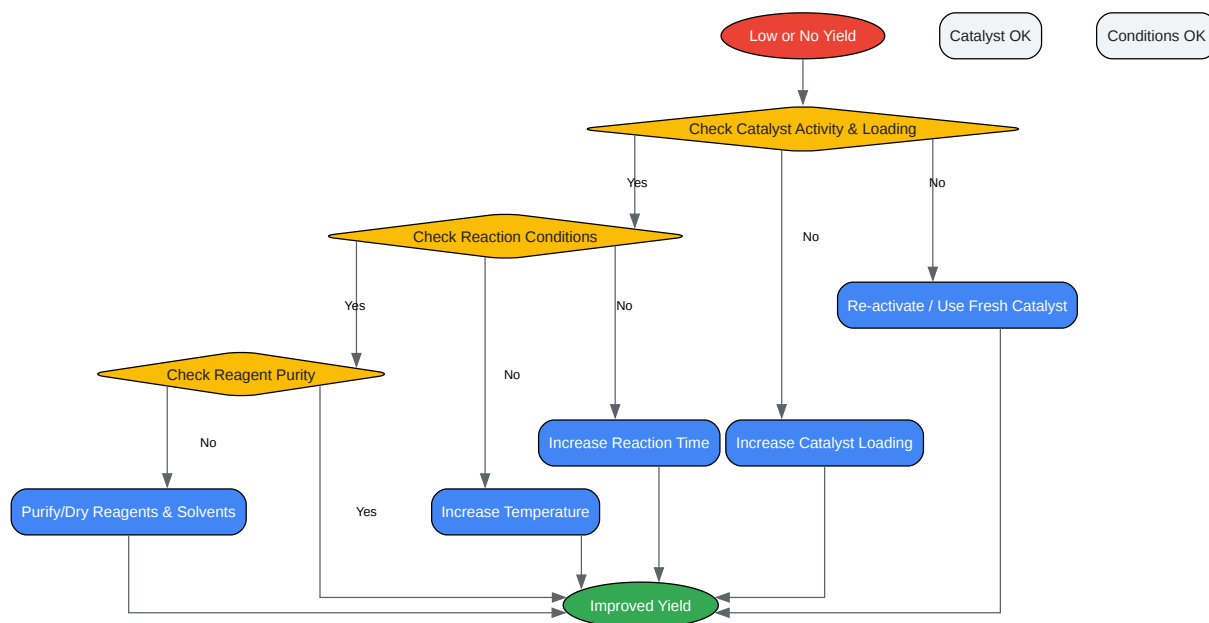 Low or No Yield
Catalyst OK
Conditions OK
Check Catalyst Activity & Loading
Yes
No
No
Check Reaction Conditions
Re-activate / Use Fresh Catalyst
Yes
No
No
Check Reagent Purity
No
Increase Reaction Time
Increase Catalyst Loading
Purify/Dry Reagents & Solvents
Yes
Increase Temperature
Improved Yield